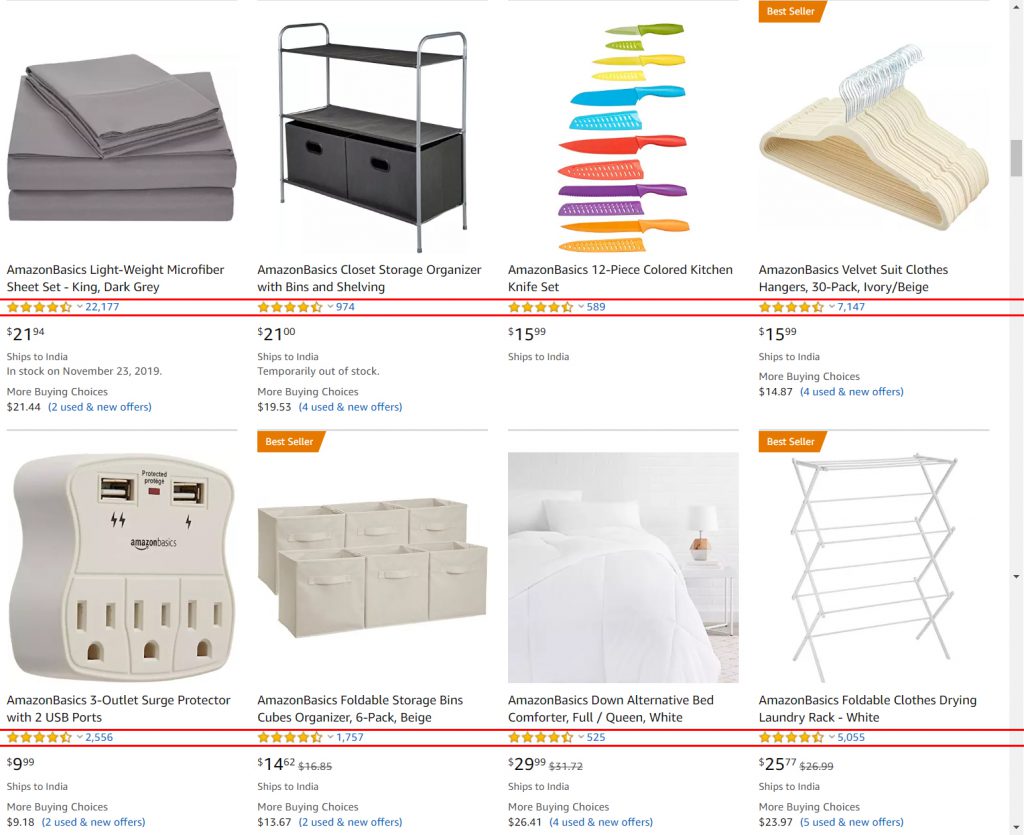 Best Seller
AmazonBasics Light-Weight Microfiber
Sheet Set - King, Dark Grey
22,177
$21 94
Ships to India
In stock on November 23, 2019.
More Buying Choices
$21.44 (2 used & new offers)
AmazonBasics Closet Storage Organizer
with Bins and Shelving
974
$21 00
Ships to India
Temporarily out of stock.
More Buying Choices
$19.53 (4 used & new offers)
AmazonBasics 12-Piece Colored Kitchen
Knife Set
589
$15 99
Ships to India
AmazonBasics Velvet Suit Clothes
Hangers, 30-Pack, Ivory/Beige
7,147
$15 99
Ships to India
More Buying Choices
$14.87 (4 used & new offers)
Protected
protégé
amazonbasics
AmazonBasics 3-Outlet Surge Protector
with 2 USB Ports
2,556
$9 99
Ships to India
More Buying Choices
$9.18 (2 used & new offers)
Best Seller
AmazonBasics Foldable Storage Bins
Cubes Organizer, 6-Pack, Beige
1,757
$14 62 $16.85
Ships to India
More Buying Choices
$13.67 (2 used & new offers)
AmazonBasics Down Alternative Bed
Comforter, Full / Queen, White
525
$29 99 $31.72
Ships to India
More Buying Choices
$26.41 (4 used & new offers)
Best Seller
AmazonBasics Foldable Clothes Drying
Laundry Rack - White
5,055
$25 77 $26.99
Ships to India
More Buying Choices
$23.97 (5 used & new offers)